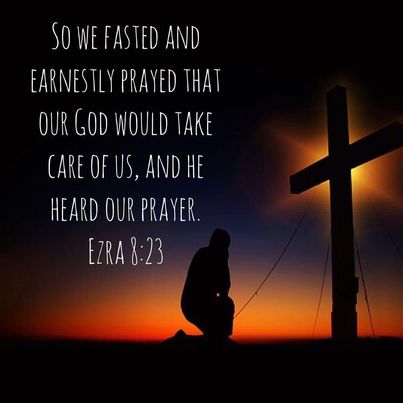 So we fasted and
earnestly prayed that
our God would take
care of us, and he
heard our prayer.
Ezra 8:23